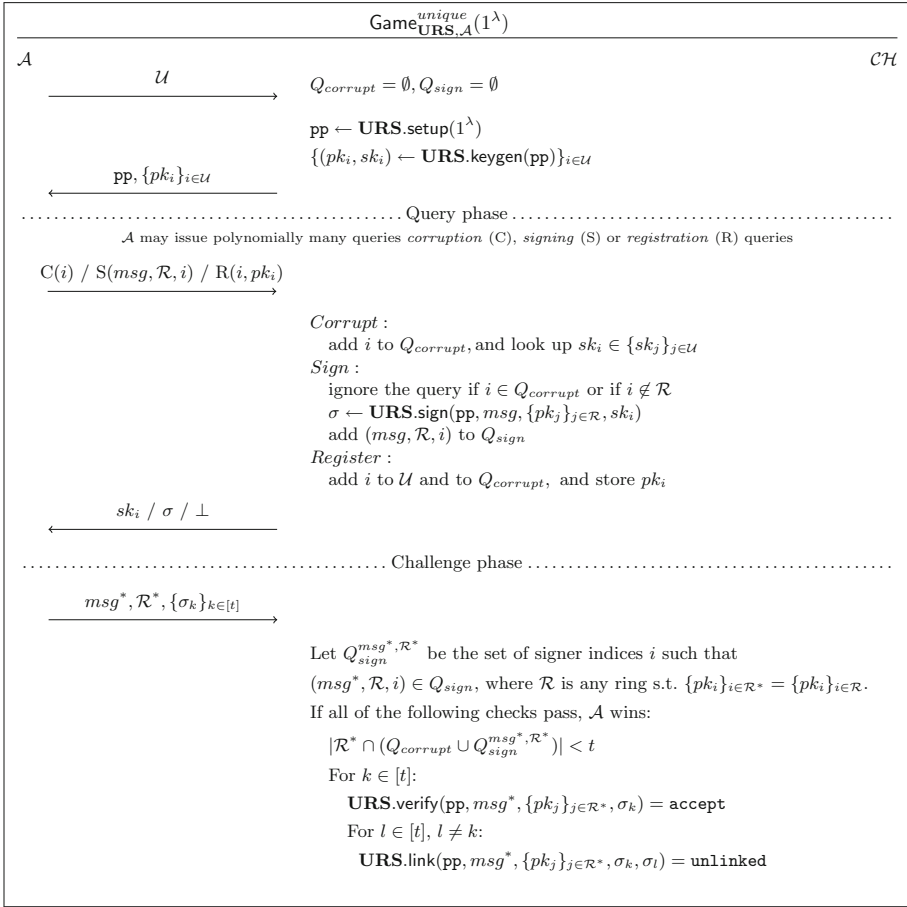 Game^{unique}_{URS,𝒜}(1^λ)
𝒜 𝒞ℋ
𝒰
Q_{corrupt} = ∅, Q_{sign} = ∅
pp ← URS.setup(1^λ)
{(pk_i, sk_i) ← URS.keygen(pp)}_{i∈𝒰}
pp, {pk_i}_{i∈𝒰}
Query phase
𝒜 may issue polynomially many queries corruption (C), signing (S) or registration (R) queries
C(i) / S(msg, ℛ, i) / R(i, pk_i)
Corrupt :
add i to Q_{corrupt}, and look up sk_i ∈ {sk_j}_{j∈𝒰}
Sign :
ignore the query if i ∈ Q_{corrupt} or if i ∉ ℛ
σ ← URS.sign(pp, msg, {pk_j}_{j∈ℛ}, sk_i)
add (msg, ℛ, i) to Q_{sign}
Register :
add i to 𝒰 and to Q_{corrupt}, and store pk_i
sk_i / σ / ⊥
Challenge phase
msg^*, ℛ^*, {σ_k}_{k∈[t]}
Let Q^{msg^*,ℛ^*}_{sign} be the set of signer indices i such that
(msg^*, ℛ, i) ∈ Q_{sign}, where ℛ is any ring s.t. {pk_i}_{i∈ℛ^*} = {pk_i}_{i∈ℛ}.
If all of the following checks pass, 𝒜 wins:
|ℛ^* ∩ (Q_{corrupt} ∪ Q^{msg^*,ℛ^*}_{sign})| < t
For k ∈ [t]:
URS.verify(pp, msg^*, {pk_j}_{j∈ℛ^*}, σ_k) = accept
For l ∈ [t], l ≠ k:
URS.link(pp, msg^*, {pk_j}_{j∈ℛ^*}, σ_k, σ_l) = unlinked